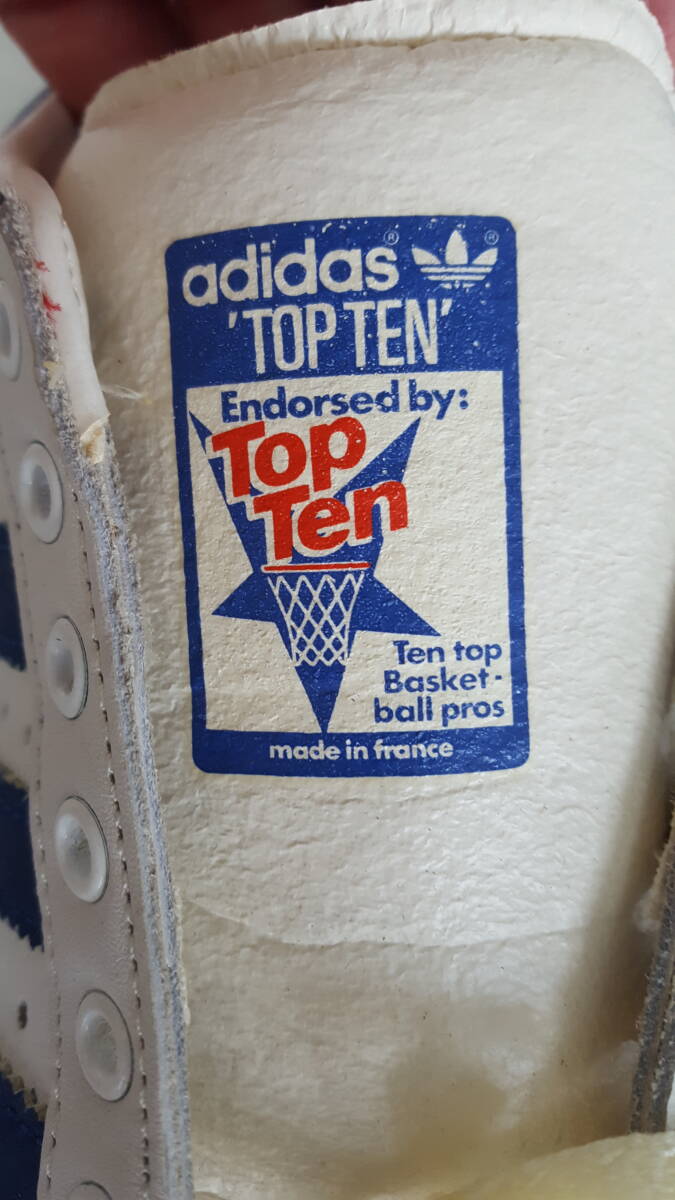 adidas®®
'TOP TEN'
Endorsed by:
Top
Ten
Ten top
Basket-
ball pros
made in france